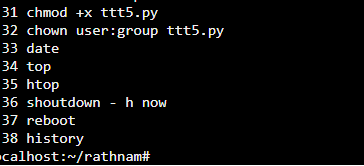 31 chmod +x ttt5.py
32 chown user:group ttt5.py
33 date
34 top
35 htop
36 shoutdown - h now
37 reboot
38 history
ocalhost:~/rathnam#